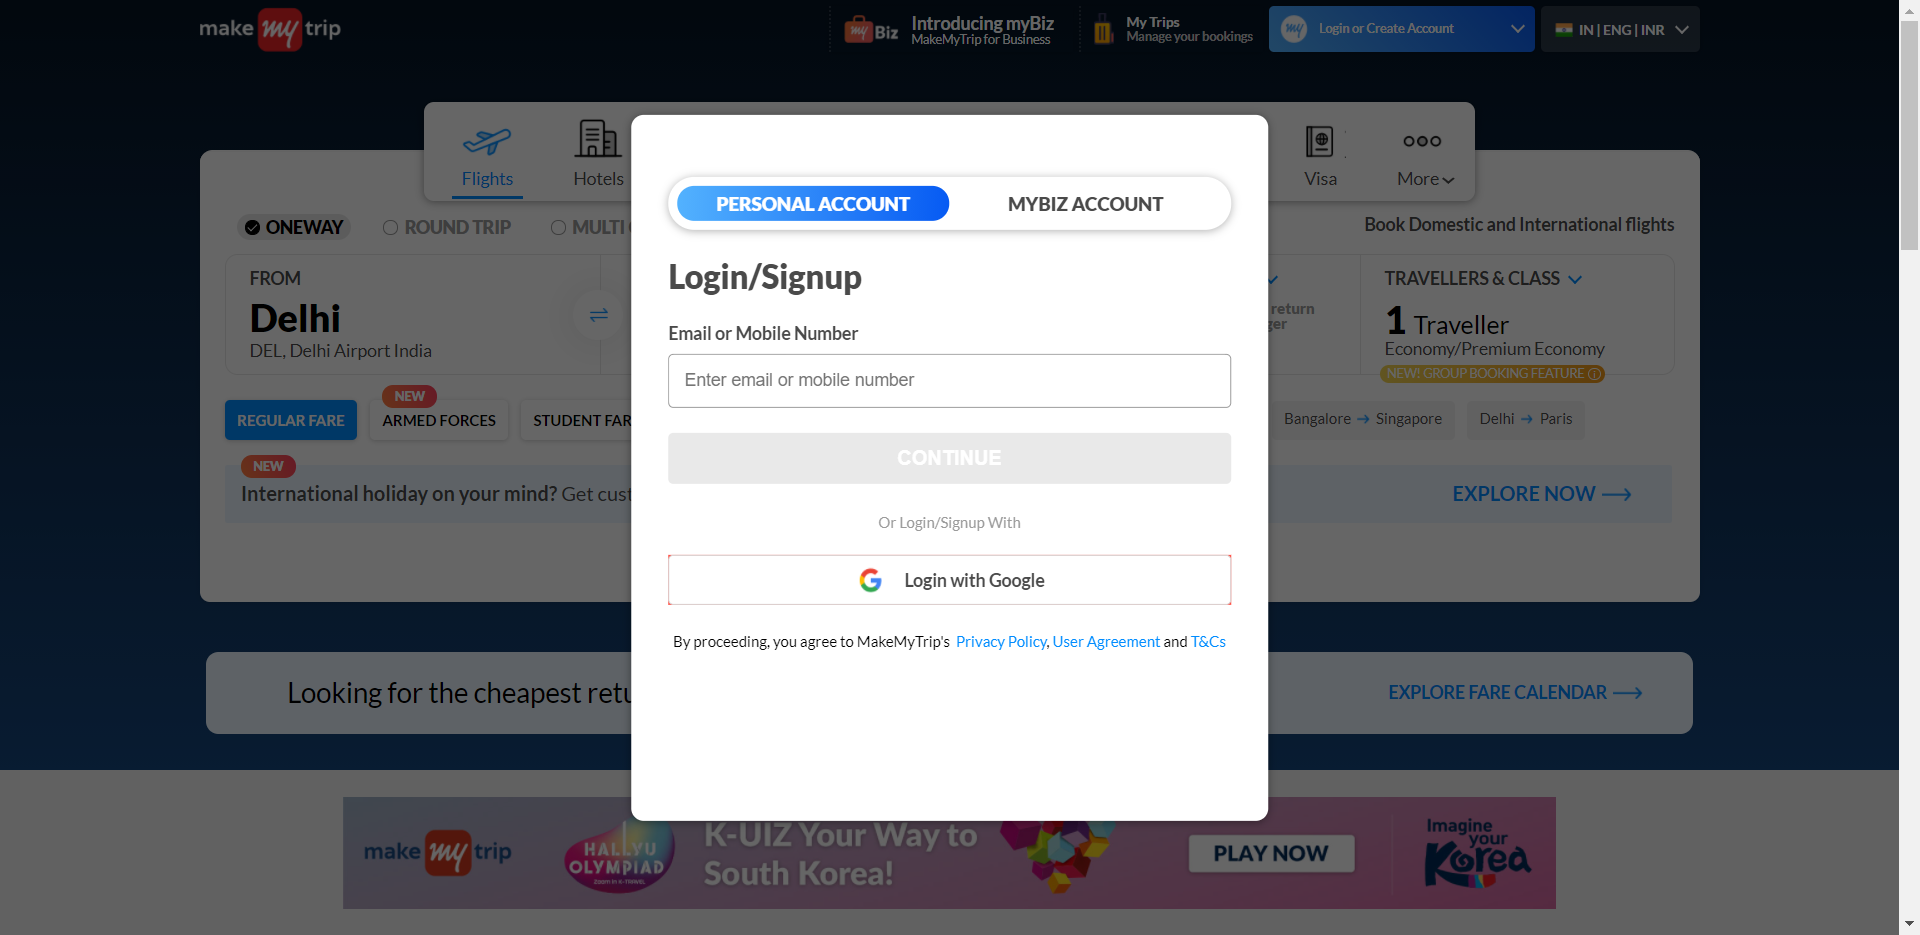 make my trip
my Biz
Introducing myBiz
MakeMyTrip for Business
My Trips
Manage your bookings
my Login or Create Account
IN | ENG | INR
Flights
Hotels
Visa
More
ONEWAY
ROUND TRIP
MULTI
Book Domestic and International flights
FROM
Delhi
DEL, Delhi Airport India
return
TRAVELLERS & CLASS
1 Traveller
Economy/Premium Economy
NEW! GROUP BOOKING FEATURE
REGULAR FARE
NEW
ARMED FORCES
STUDENT FAR
Bangalore → Singapore
Delhi → Paris
NEW
International holiday on your mind? Get cust
EXPLORE NOW
PERSONAL ACCOUNT
MYBIZ ACCOUNT
Login/Signup
Email or Mobile Number
Enter email or mobile number
CONTINUE
Or Login/Signup With
Login with Google
By proceeding, you agree to MakeMyTrip's Privacy Policy, User Agreement and T&Cs
Looking for the cheapest retu
EXPLORE FARE CALENDAR
make my trip
HALLYU
OLYMPIAD
ZOOM IN K-TRAVEL
K-UIZ Your Way to
South Korea!
PLAY NOW
Imagine
your
Korea